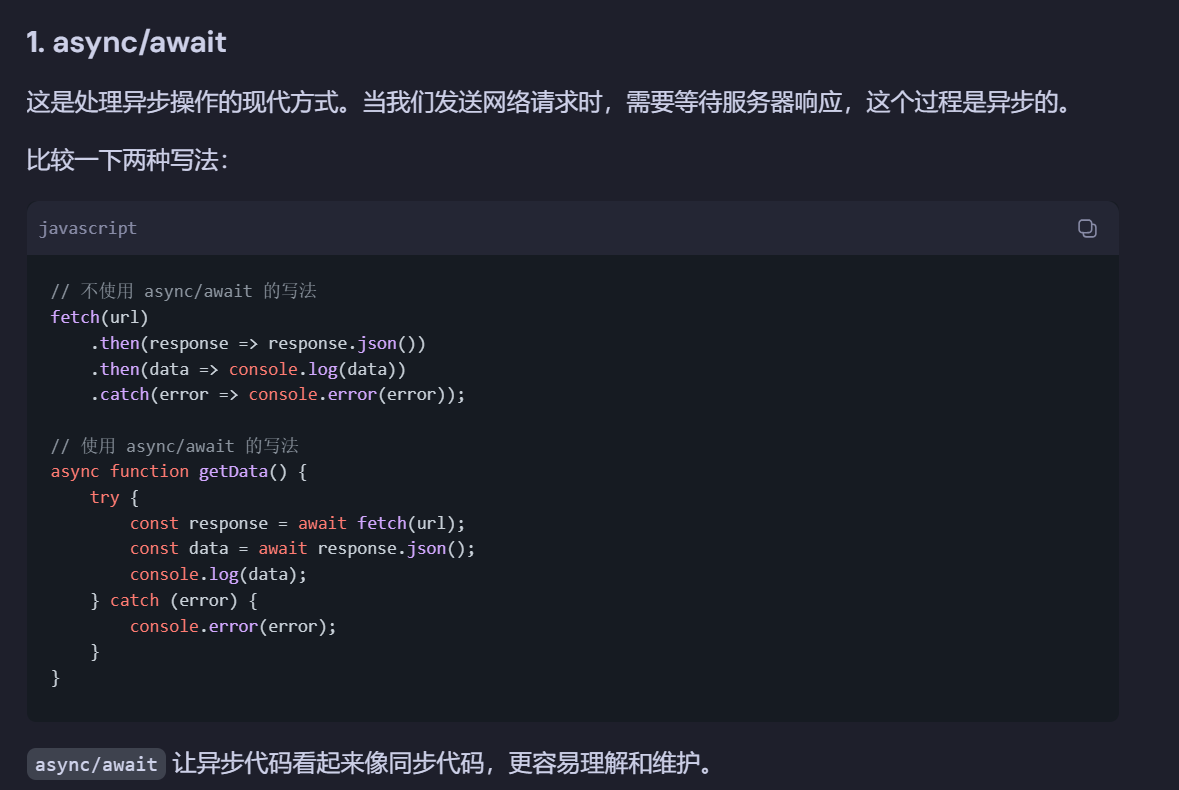 1. async/await
这是处理异步操作的现代方式。当我们发送网络请求时，需要等待服务器响应，这个过程是异步的。
比较一下两种写法：
javascript
// 不使用 async/await 的写法
fetch(url)
    .then(response => response.json())
    .then(data => console.log(data))
    .catch(error => console.error(error));
// 使用 async/await 的写法
async function getData() {
    try {
        const response = await fetch(url);
        const data = await response.json();
        console.log(data);
    } catch (error) {
        console.error(error);
    }
}
async/await 让异步代码看起来像同步代码，更容易理解和维护。